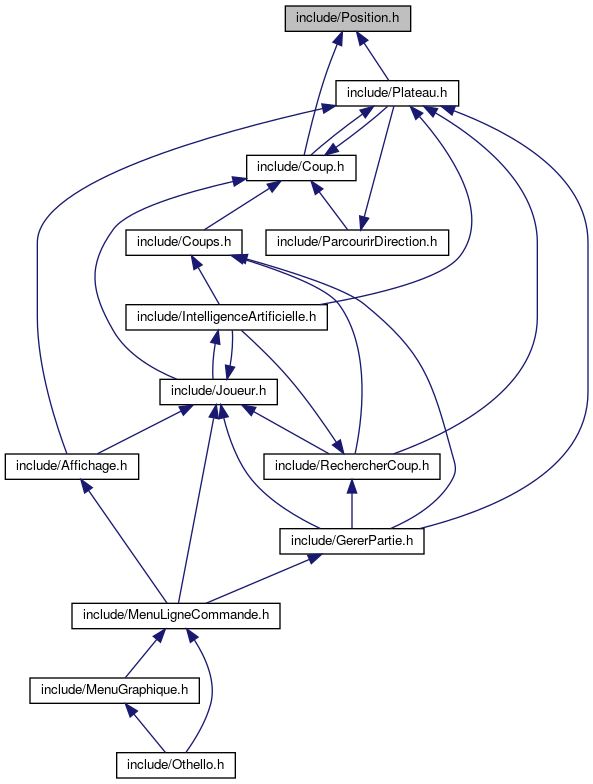 include/Position.h
include/Plateau.h
include/Coup.h
include/Coups.h
include/ParcourirDirection.h
include/IntelligenceArtificielle.h
include/Joueur.h
include/Affichage.h
include/RechercherCoup.h
include/GererPartie.h
include/MenuLigneCommande.h
include/MenuGraphique.h
include/Othello.h